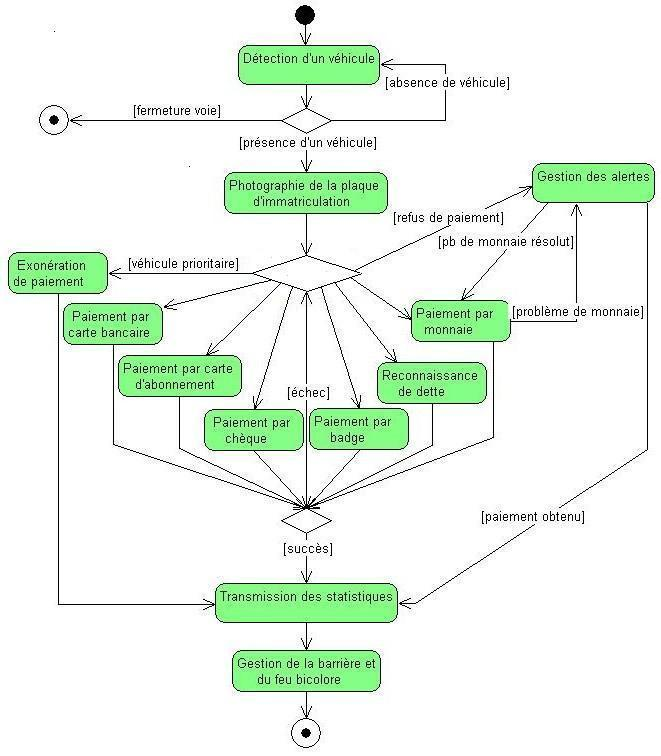 Détection d'un véhicule
[absence de véhicule]
[fermeture voie]
[présence d'un véhicule]
Photographie de la plaque
d'immatriculation
Gestion des alertes
[refus de paiement]
[pb de monnaie résolut]
[véhicule prioritaire]
Exonération
de paiement
Paiement par
carte bancaire
Paiement par
monnaie
[problème de monnaie]
Paiement par carte
d'abonnement
Reconnaissance
de dette
[échec]
Paiement par
chèque
Paiement par
badge
[paiement obtenu]
[succès]
Transmission des statistiques
Gestion de la barrière et
du feu bicolore